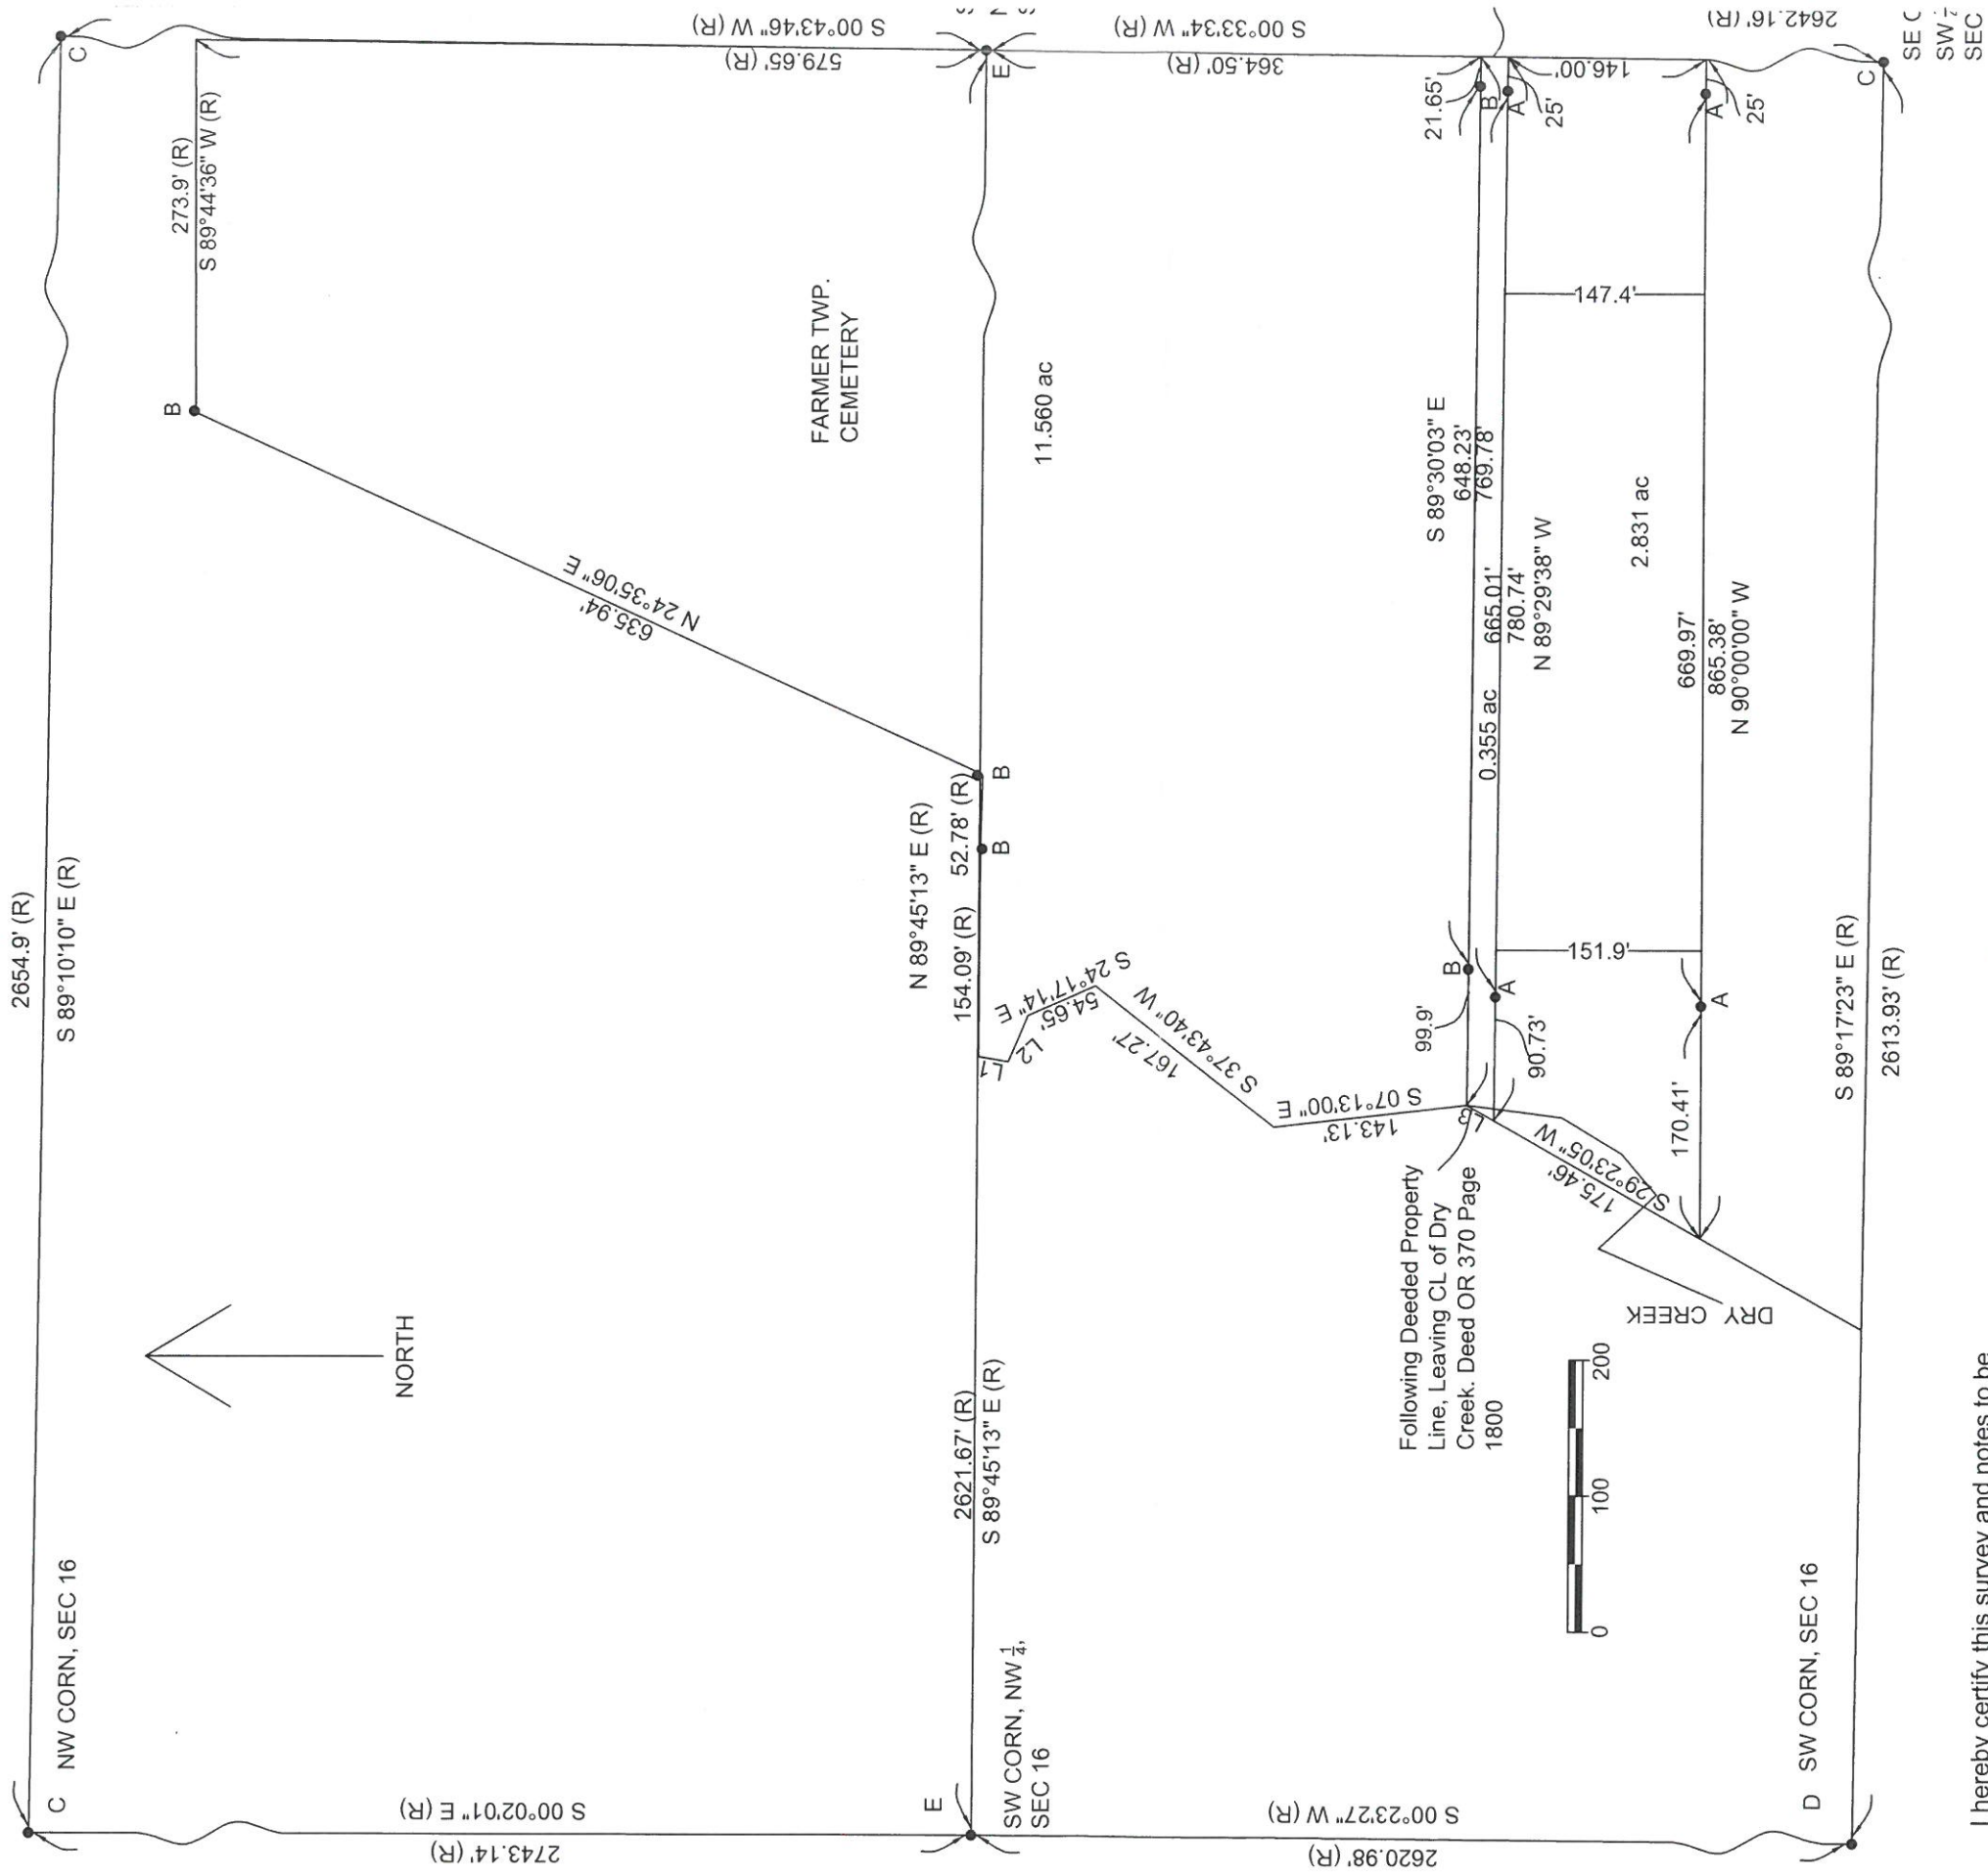 2654.9' (R)
S 89°10'10" E (R)
C
NW CORN, SEC 16
C
NORTH
273.9' (R)
S 89°44'36" W (R)
B
S 00°43'46" W (R)
579.65' (R)
N 24°35'06" E
635.94'
FARMER TWP.
CEMETERY
S 00°02'01" E (R)
2743.14' (R)
N 89°45'13" E (R)
154.09' (R)
52.78' (R)
B
B
E
E
2621.67' (R)
S 89°45'13" E (R)
SW CORN, NW 1/4,
SEC 16
11.560 ac
L1
L2
S 24°17'14" E
54.65'
S 37°43'40" W
167.27'
S 07°13'00" E
143.13'
S 00°33'34" W (R)
364.50' (R)
S 00°23'27" W (R)
2620.98' (R)
Following Deeded Property
Line, Leaving CL of Dry
Creek. Deed OR 370 Page
1800
L3
99.9'
B
S 89°30'03" E
648.23'
769.78'
21.65'
B
A
25'
90.73'
A
0.355 ac
665.01'
780.74'
N 89°29'38" W
146.00'
147.4'
151.9'
2.831 ac
S 29°23'05" W
175.46'
DRY CREEK
170.41'
A
669.97'
865.38'
N 90°00'00" W
A
25'
2642.16' (R)
0
100
200
D
SW CORN, SEC 16
S 89°17'23" E (R)
2613.93' (R)
C
SE
SW
SEC
I hereby certify this survey and notes to be